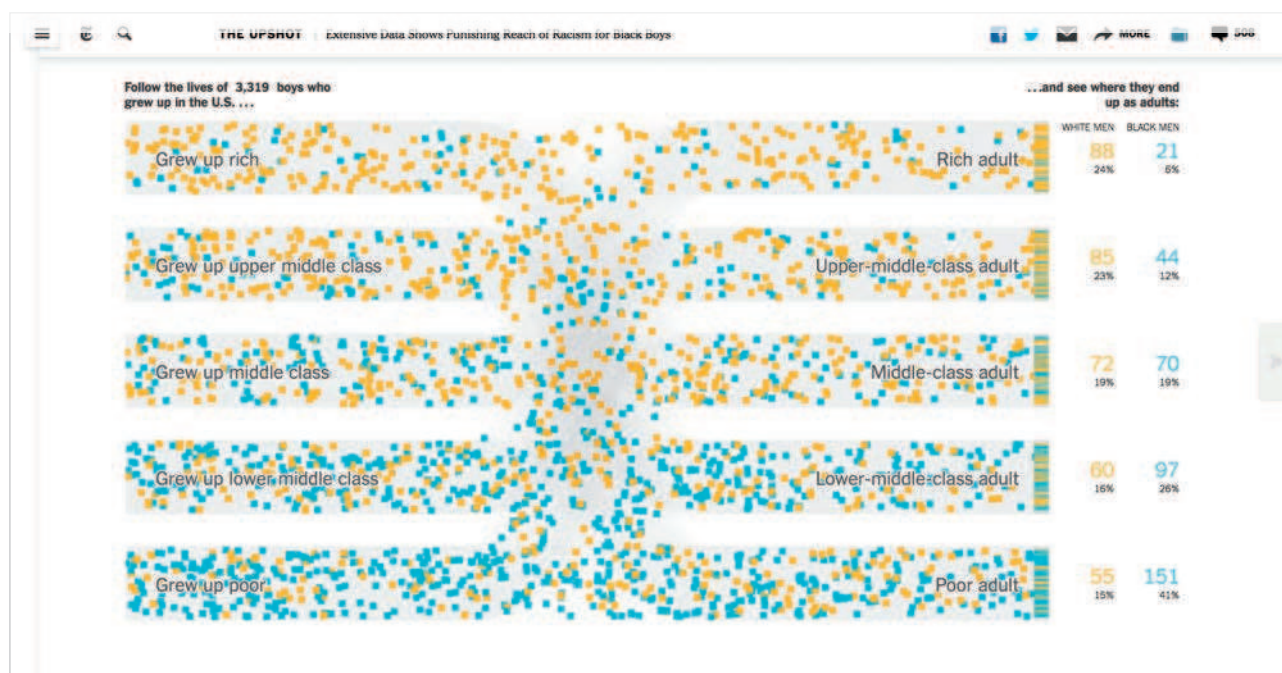 THE UPSHOT | Extensive Data Shows Punishing Reach of Racism for Black Boys
MORE
508
Follow the lives of 3,319 boys who
grew up in the U.S. ...
...and see where they end
up as adults:
WHITE MEN BLACK MEN
Grew up rich
Rich adult
88 21
24% 6%
Grew up upper middle class
Upper-middle-class adult
85 44
23% 12%
Grew up middle class
Middle-class adult
72 70
19% 19%
Grew up lower middle class
Lower-middle-class adult
60 97
16% 26%
Grew up poor
Poor adult
55 151
15% 41%